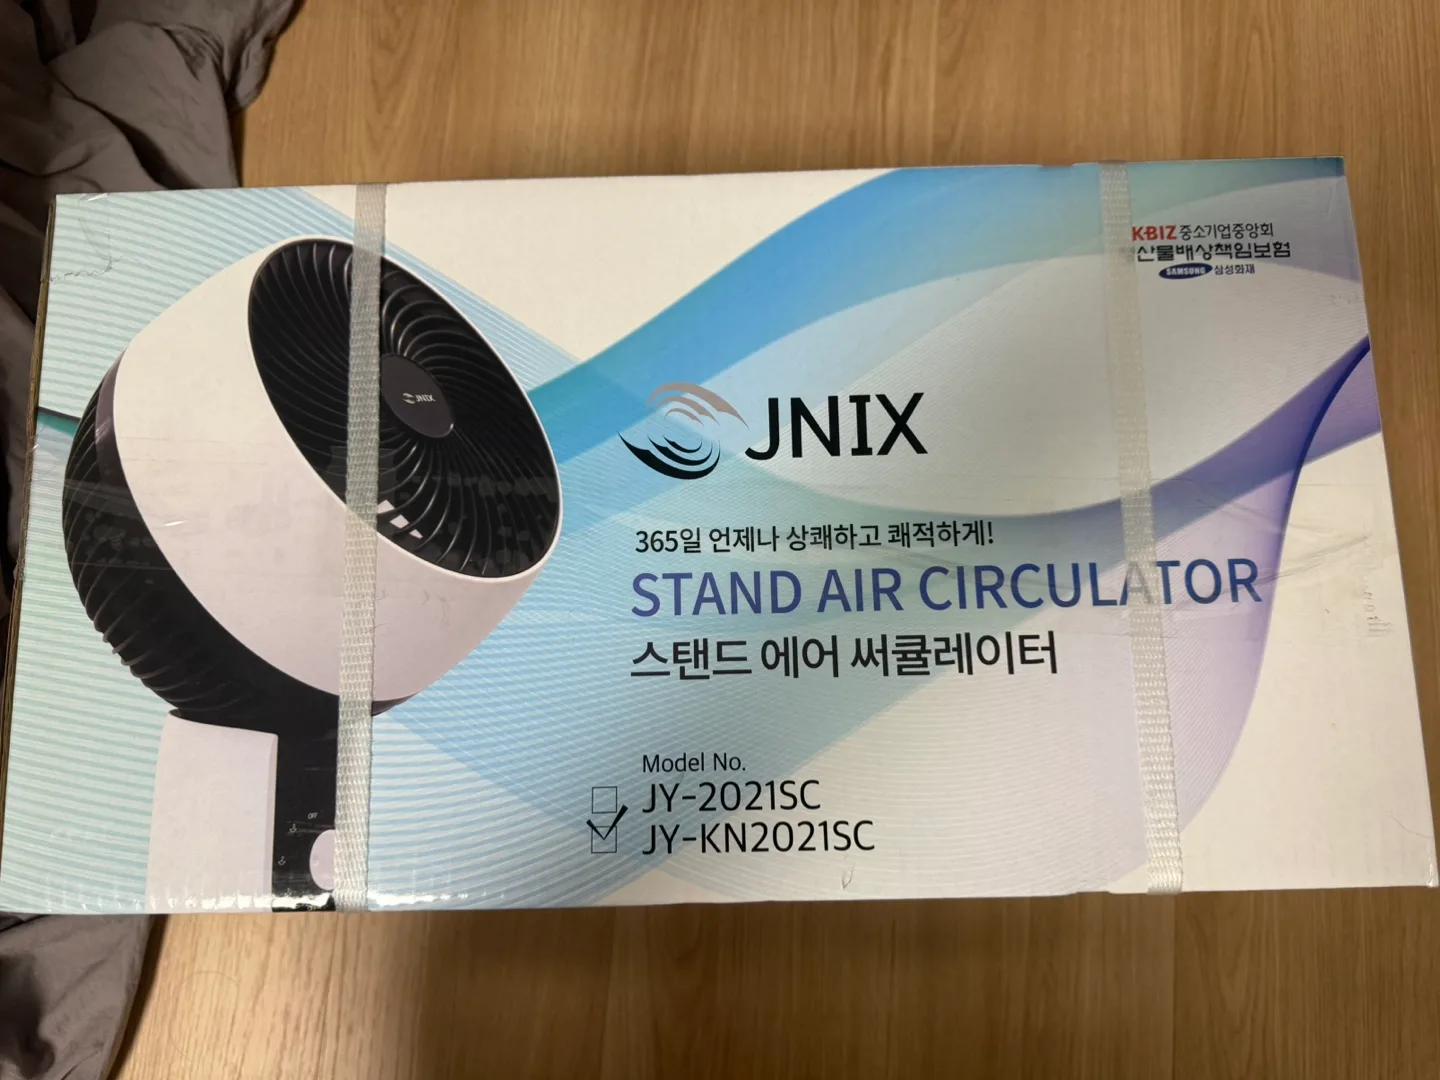 K-BIZ 중소기업중앙회
산물배상책임보험
SAMSUNG 삼성화재
JNIX
JNIX
365일 언제나 상쾌하고 쾌적하게!
STAND AIR CIRCULATOR
스탠드 에어 써큘레이터
Model No.
JY-2021SC
JY-KN2021SC
OFF